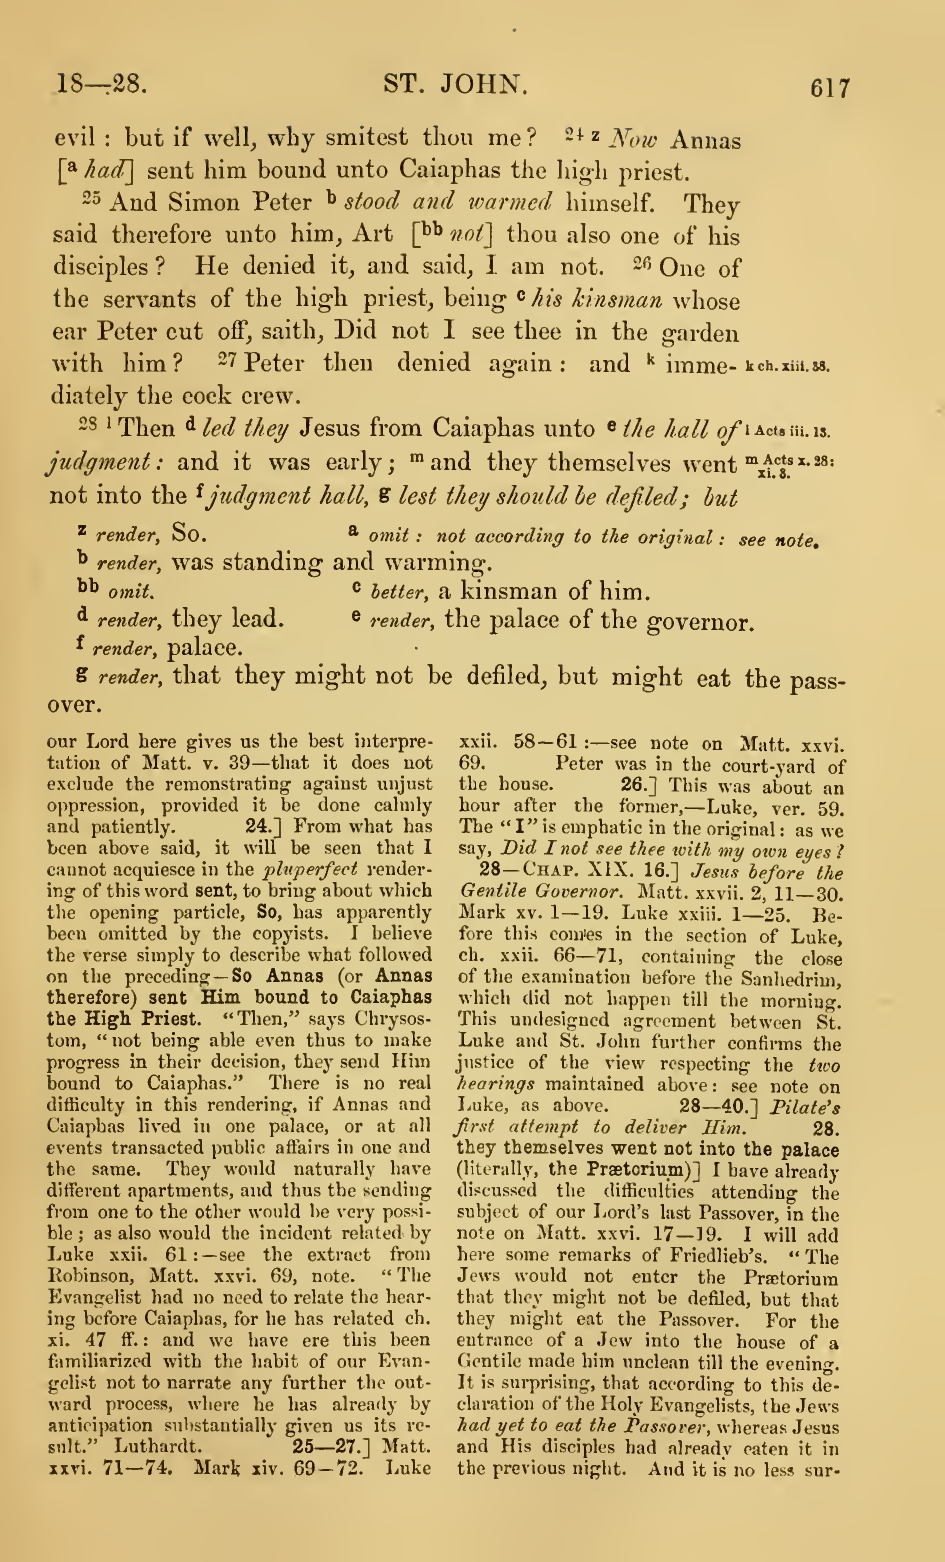 18—28. ST. JOHN. 617
evil : but if well, why smitest thou me ? 24 z Now Annas
[a had] sent him bound unto Caiaphas the high priest.
25 And Simon Peter b stood and warmed himself. They
said therefore unto him, Art [bb not] thou also one of his
disciples ? He denied it, and said, I am not. 26 One of
the servants of the high priest, being c his kinsman whose
ear Peter cut off, saith, Did not I see thee in the garden
with him ? 27 Peter then denied again : and k imme- k ch. xiii. 38.
diately the cock crew.
28 l Then d led they Jesus from Caiaphas unto e the hall of l Acts iii. 13.
judgment : and it was early ; m and they themselves went m Acts x. 28:
xi. 3.
not into the f judgment hall, g lest they should be defiled; but
z render, So. a omit : not according to the original : see note.
b render, was standing and warming.
bb omit. c better, a kinsman of him.
d render, they lead. e render, the palace of the governor.
f render, palace.
g render, that they might not be defiled, but might eat the pass-
over.
our Lord here gives us the best interpre-
tation of Matt. v. 39—that it does not
exclude the remonstrating against unjust
oppression, provided it be done calmly
and patiently. 24.] From what has
been above said, it will be seen that I
cannot acquiesce in the pluperfect render-
ing of this word sent, to bring about which
the opening particle, So, has apparently
been omitted by the copyists. I believe
the verse simply to describe what followed
on the preceding—So Annas (or Annas
therefore) sent Him bound to Caiaphas
the High Priest. “Then,” says Chrysos-
tom, “not being able even thus to make
progress in their decision, they send Him
bound to Caiaphas.” There is no real
difficulty in this rendering, if Annas and
Caiaphas lived in one palace, or at all
events transacted public affairs in one and
the same. They would naturally have
different apartments, and thus the sending
from one to the other would be very possi-
ble ; as also would the incident related by
Luke xxii. 61 :—see the extract from
Robinson, Matt. xxvi. 69, note. “The
Evangelist had no need to relate the hear-
ing before Caiaphas, for he has related ch.
xi. 47 ff.: and we have ere this been
familiarized with the habit of our Evan-
gelist not to narrate any further the out-
ward process, where he has already by
anticipation substantially given us its re-
sult.” Luthardt. 25—27.] Matt.
xxvi. 71—74. Mark xiv. 69—72. Luke
xxii. 58—61 :—see note on Matt. xxvi.
69. Peter was in the court-yard of
the house. 26.] This was about an
hour after the former,—Luke, ver. 59.
The “I” is emphatic in the original : as we
say, Did I not see thee with my own eyes ?
28—CHAP. XIX. 16.] Jesus before the
Gentile Governor. Matt. xxvii. 2, 11—30.
Mark xv. 1—19. Luke xxiii. 1—25. Be-
fore this comes in the section of Luke,
ch. xxii. 66—71, containing the close
of the examination before the Sanhedrim,
which did not happen till the morning.
This undesigned agreement between St.
Luke and St. John further confirms the
justice of the view respecting the two
hearings maintained above : see note on
Luke, as above. 28—40.] Pilate's
first attempt to deliver Him. 28.
they themselves went not into the palace
(literally, the Prætorium)] I have already
discussed the difficulties attending the
subject of our Lord's last Passover, in the
note on Matt. xxvi. 17—19. I will add
here some remarks of Friedlieb's. “The
Jews would not enter the Prætorium
that they might not be defiled, but that
they might eat the Passover. For the
entrance of a Jew into the house of a
Gentile made him unclean till the evening.
It is surprising, that according to this de-
claration of the Holy Evangelists, the Jews
had yet to eat the Passover, whereas Jesus
and His disciples had already eaten it in
the previous night. And it is no less sur-